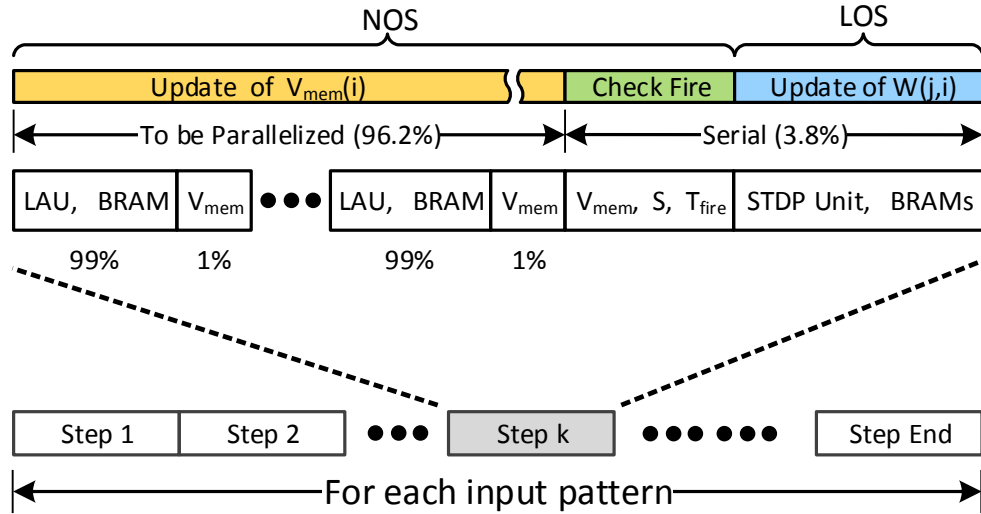 NOS LOS
Update of Vmem(i) Check Fire Update of W(j,i)
To be Parallelized (96.2%) Serial (3.8%)
LAU, BRAM Vmem LAU, BRAM Vmem Vmem, S, Tfire STDP Unit, BRAMs
99% 1% 99% 1%
Step 1 Step 2 Step k Step End
For each input pattern